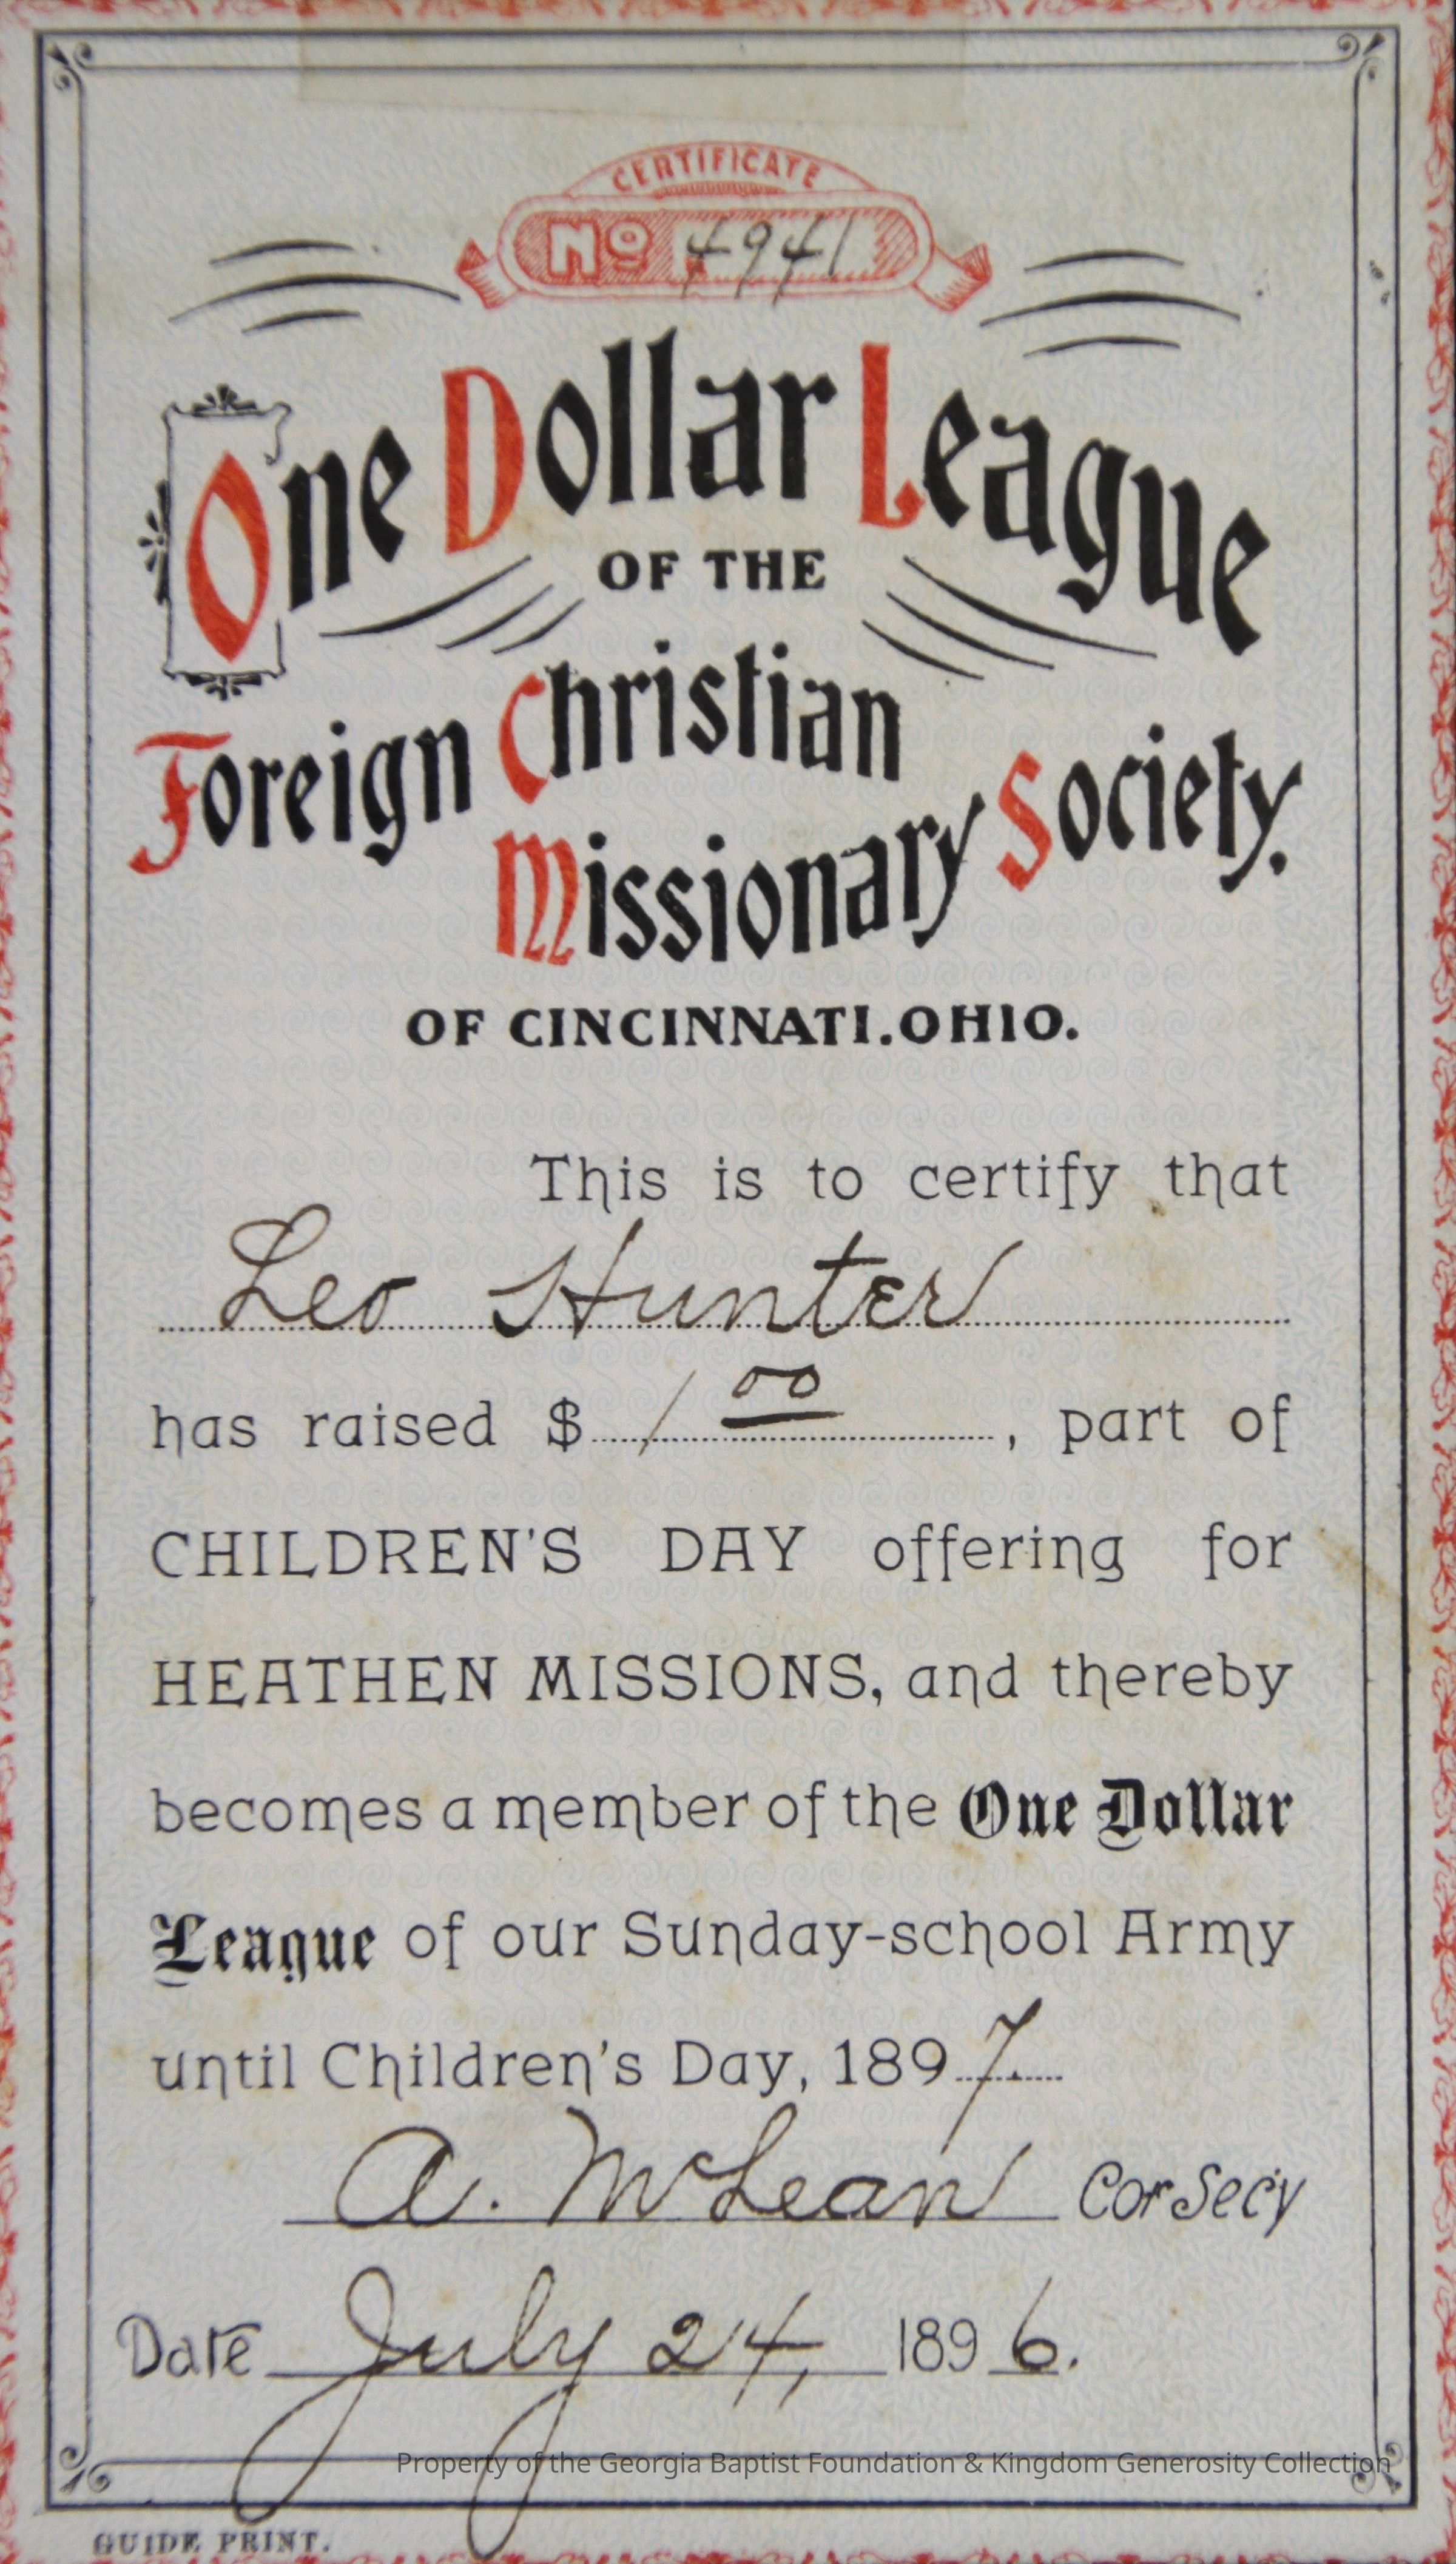 CERTIFICATE
No 4941
One Dollar League
OF THE
Foreign Christian
Missionary Society.
OF CINCINNATI. OHIO.
This is to certify that
Leo Hunter
has raised $ 1 00, part of
CHILDREN'S DAY offering for
HEATHEN MISSIONS, and thereby
becomes a member of the One Dollar
League of our Sunday-school Army
until Children's Day, 1897
A. McLean Cor Secy
Date July 24, 1896.
Property of the Georgia Baptist Foundation & Kingdom Generosity Collection
GUIDE PRINT.